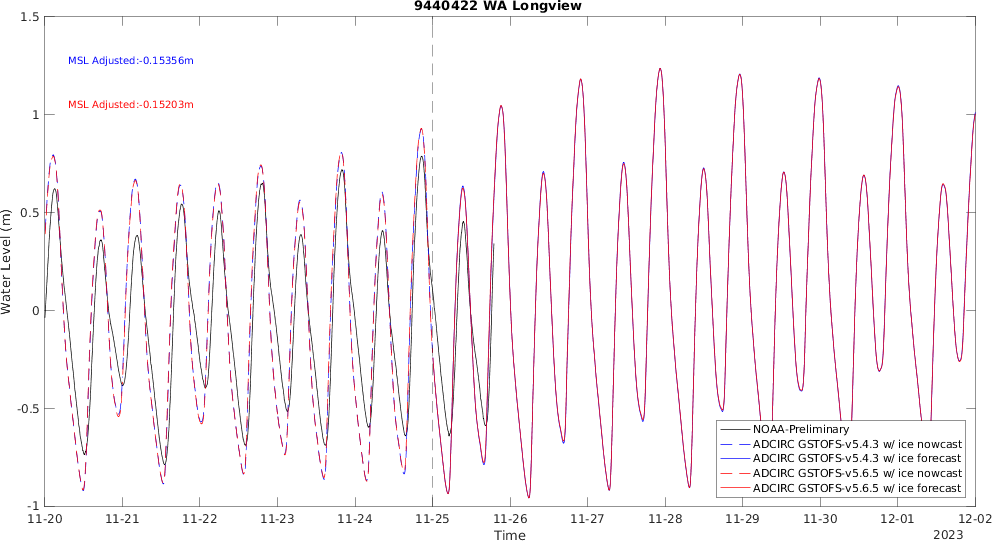 9440422 WA Longview
1.5
MSL Adjusted:-0.15356m
1
MSL Adjusted:-0.15203m
0.5
Water Level (m)
0
-0.5
NOAA-Preliminary
ADCIRC GSTOFS-v5.4.3 w/ ice nowcast
ADCIRC GSTOFS-v5.4.3 w/ ice forecast
ADCIRC GSTOFS-v5.6.5 w/ ice nowcast
ADCIRC GSTOFS-v5.6.5 w/ ice forecast
-1
11-20 11-21 11-22 11-23 11-24 11-25 11-26 11-27 11-28 11-29 11-30 12-01 12-02
Time
2023